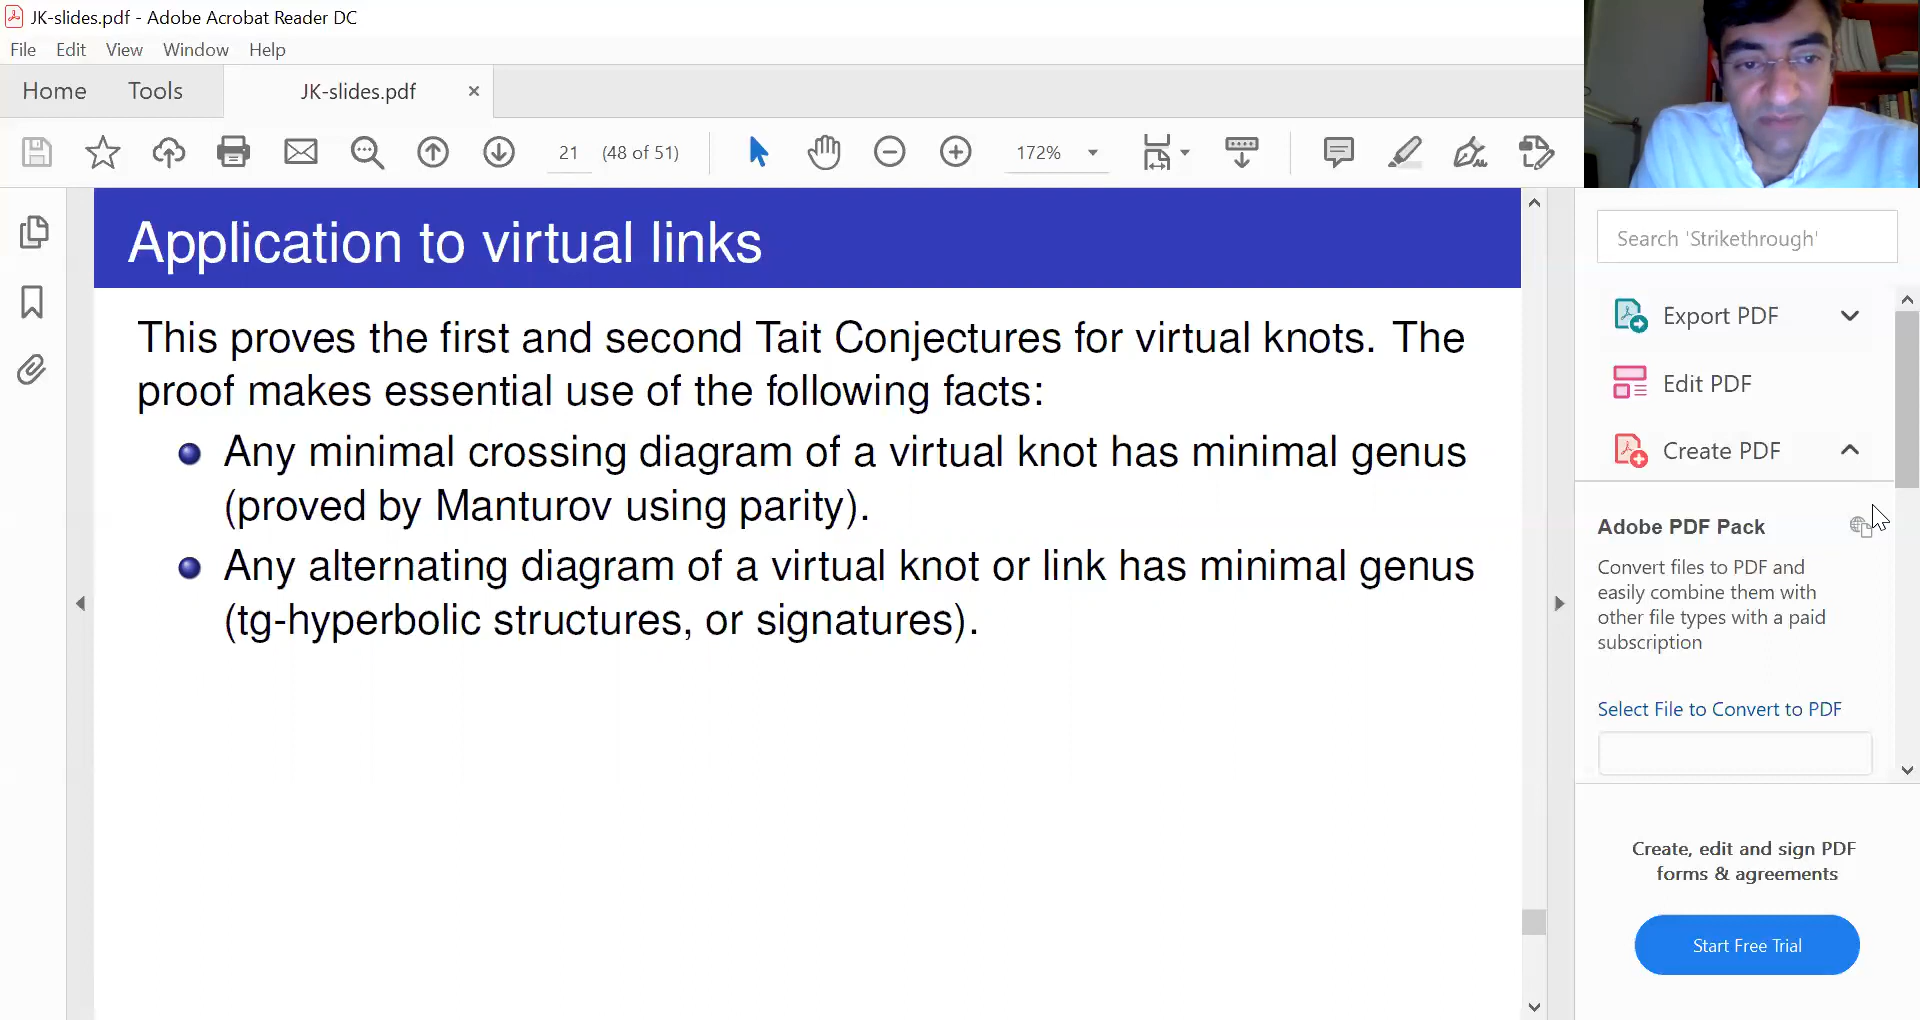 JK-slides.pdf - Adobe Acrobat Reader DC
File Edit View Window Help
Home Tools JK-slides.pdf ×
21 (48 of 51) 172%
Application to virtual links
This proves the first and second Tait Conjectures for virtual knots. The
proof makes essential use of the following facts:
Any minimal crossing diagram of a virtual knot has minimal genus
(proved by Manturov using parity).
Any alternating diagram of a virtual knot or link has minimal genus
(tg-hyperbolic structures, or signatures).
Search 'Strikethrough'
Export PDF
Edit PDF
Create PDF
Adobe PDF Pack
Convert files to PDF and
easily combine them with
other file types with a paid
subscription
Select File to Convert to PDF
Create, edit and sign PDF
forms & agreements
Start Free Trial